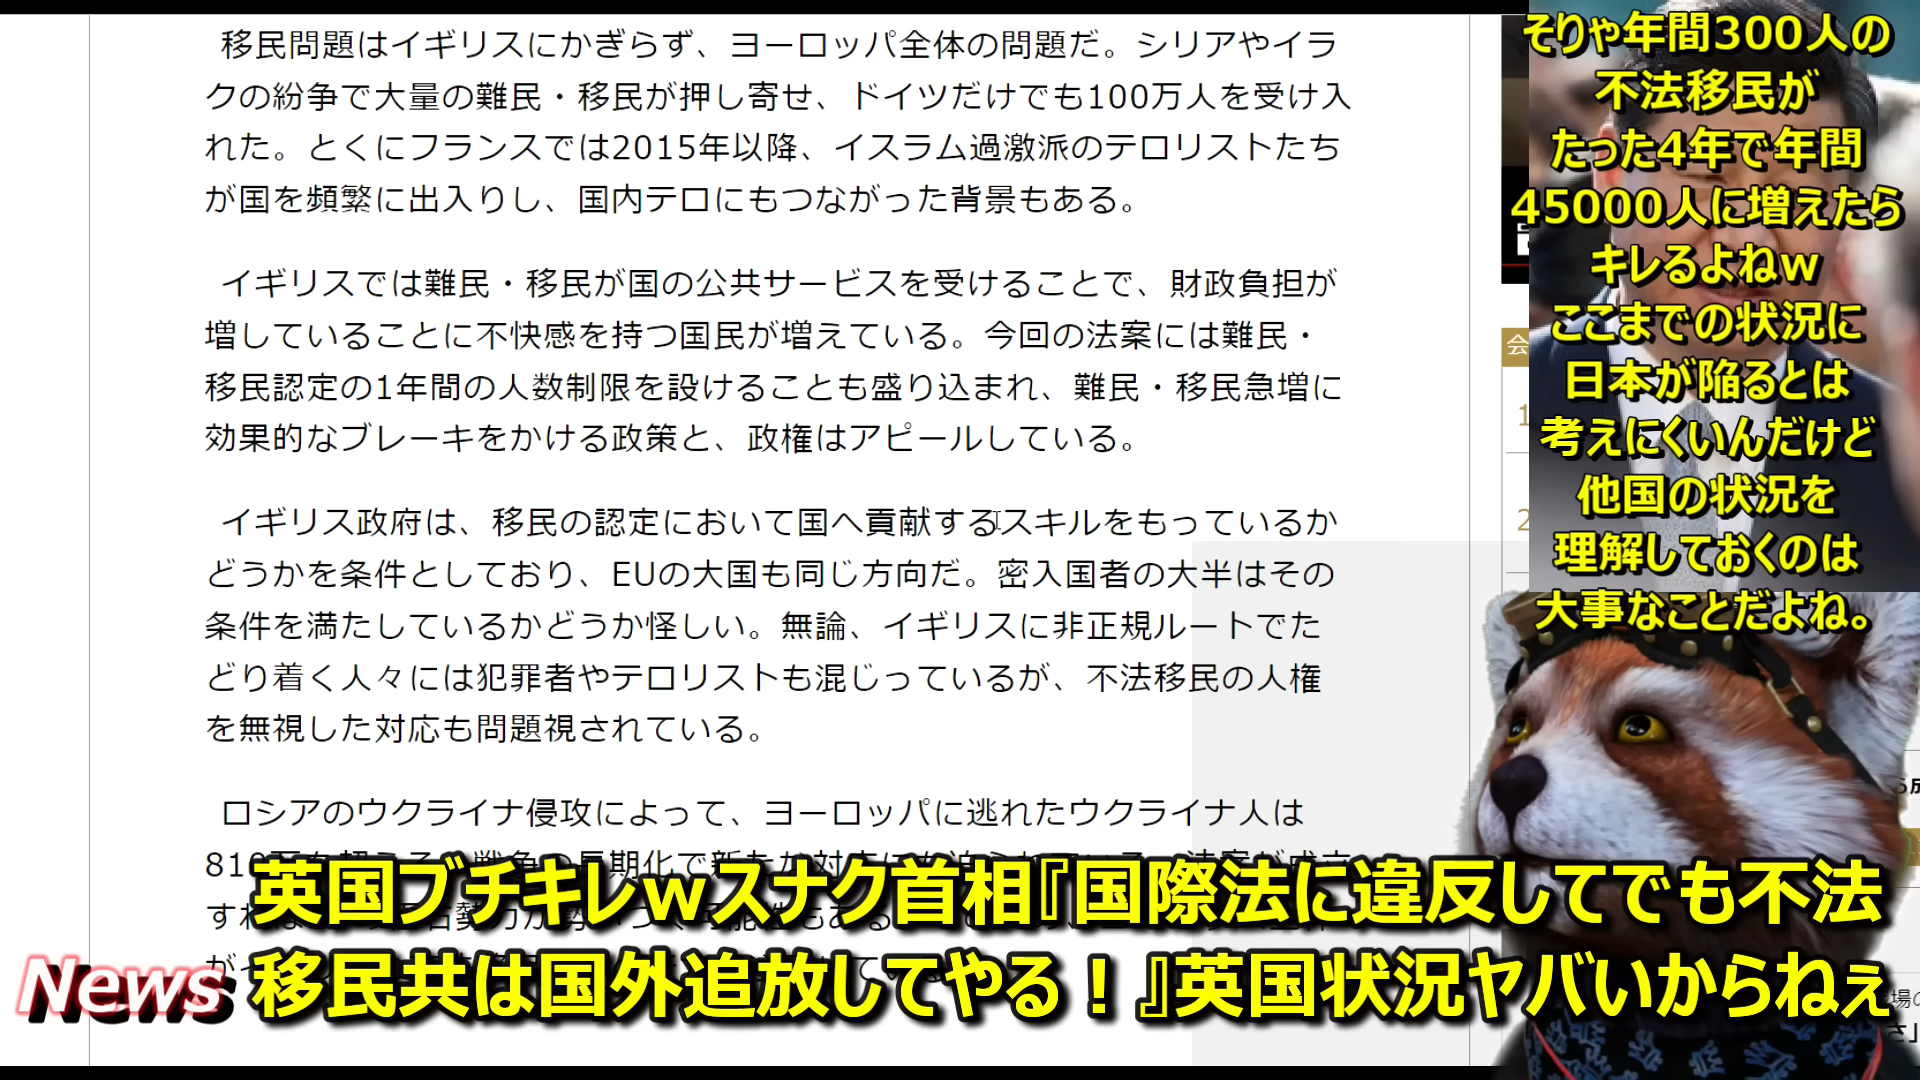 移民問題はイギリスにかぎらず、ヨーロッパ全体の問題だ。シリアやイラ
クの紛争で大量の難民・移民が押し寄せ、ドイツだけでも100万人を受け入
れた。とくにフランスでは2015年以降、イスラム過激派のテロリストたち
が国を頻繁に出入りし、国内テロにもつながった背景もある。
イギリスでは難民・移民が国の公共サービスを受けることで、財政負担が
増していることに不快感を持つ国民が増えている。今回の法案には難民・
移民認定の1年間の人数制限を設けることも盛り込まれ、難民・移民急増に
効果的なブレーキをかける政策と、政権はアピールしている。
イギリス政府は、移民の認定において国へ貢献するスキルをもっているか
どうかを条件としており、EUの大国も同じ方向だ。密入国者の大半はその
条件を満たしているかどうか怪しい。無論、イギリスに非正規ルートでた
どり着く人々には犯罪者やテロリストも混じっているが、不法移民の人権
を無視した対応も問題視されている。
ロシアのウクライナ侵攻によって、ヨーロッパに逃れたウクライナ人は
そりゃ年間300人の
不法移民が
たった4年で年間
45000人に増えたら
キレるよねw
ここまでの状況に
日本が陥るとは
考えにくいんだけど
他国の状況を
理解しておくのは
大事なことだよね。
会
1
2
News
英国ブチキレwスナク首相『国際法に違反してでも不法
移民共は国外追放してやる！』英国状況ヤバいからねぇ